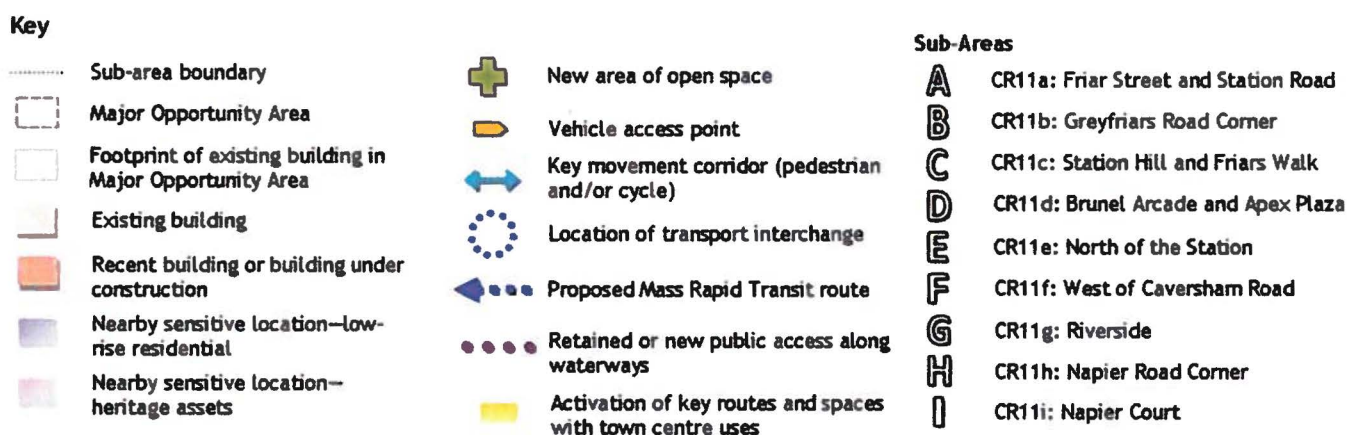 Key
Sub-area boundary
Major Opportunity Area
Footprint of existing building in
Major Opportunity Area
Existing building
Recent building or building under
construction
Nearby sensitive location—low-
rise residential
Nearby sensitive location—
heritage assets
New area of open space
Vehicle access point
Key movement corridor (pedestrian
and/or cycle)
Location of transport interchange
Proposed Mass Rapid Transit route
Retained or new public access along
waterways
Activation of key routes and spaces
with town centre uses
Sub-Areas
A CR11a: Friar Street and Station Road
B CR11b: Greyfriars Road Corner
C CR11c: Station Hill and Friars Walk
D CR11d: Brunel Arcade and Apex Plaza
E CR11e: North of the Station
F CR11f: West of Caversham Road
G CR11g: Riverside
H CR11h: Napier Road Corner
I CR11i: Napier Court